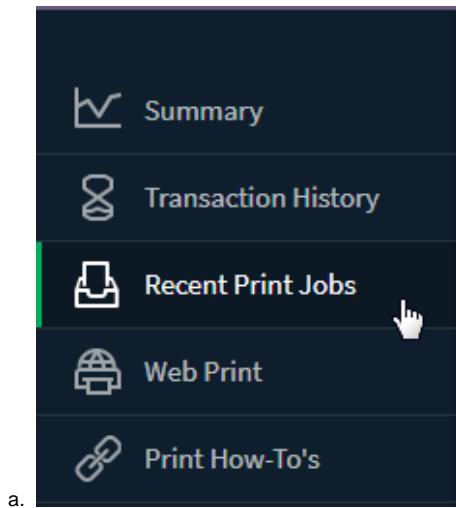 Summary
Transaction History
Recent Print Jobs
Web Print
Print How-To's
a.